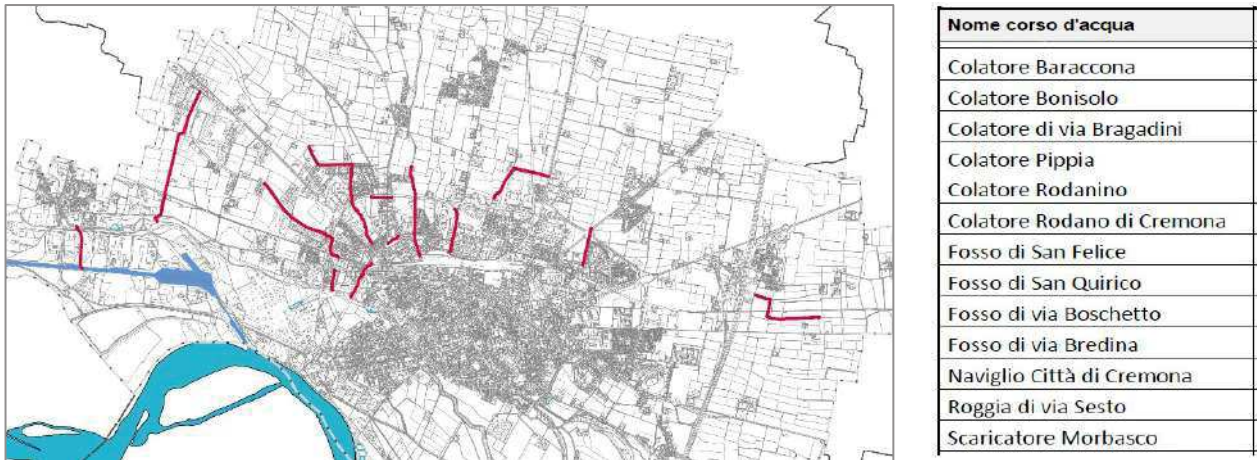 Nome corso d'acqua
Colatore Baraccona
Colatore Bonisolo
Colatore di via Bragadini
Colatore Pippia
Colatore Rodanino
Colatore Rodano di Cremona
Fosso di San Felice
Fosso di San Quirico
Fosso di via Boschetto
Fosso di via Bredina
Naviglio Città di Cremona
Roggia di via Sesto
Scaricatore Morbasco